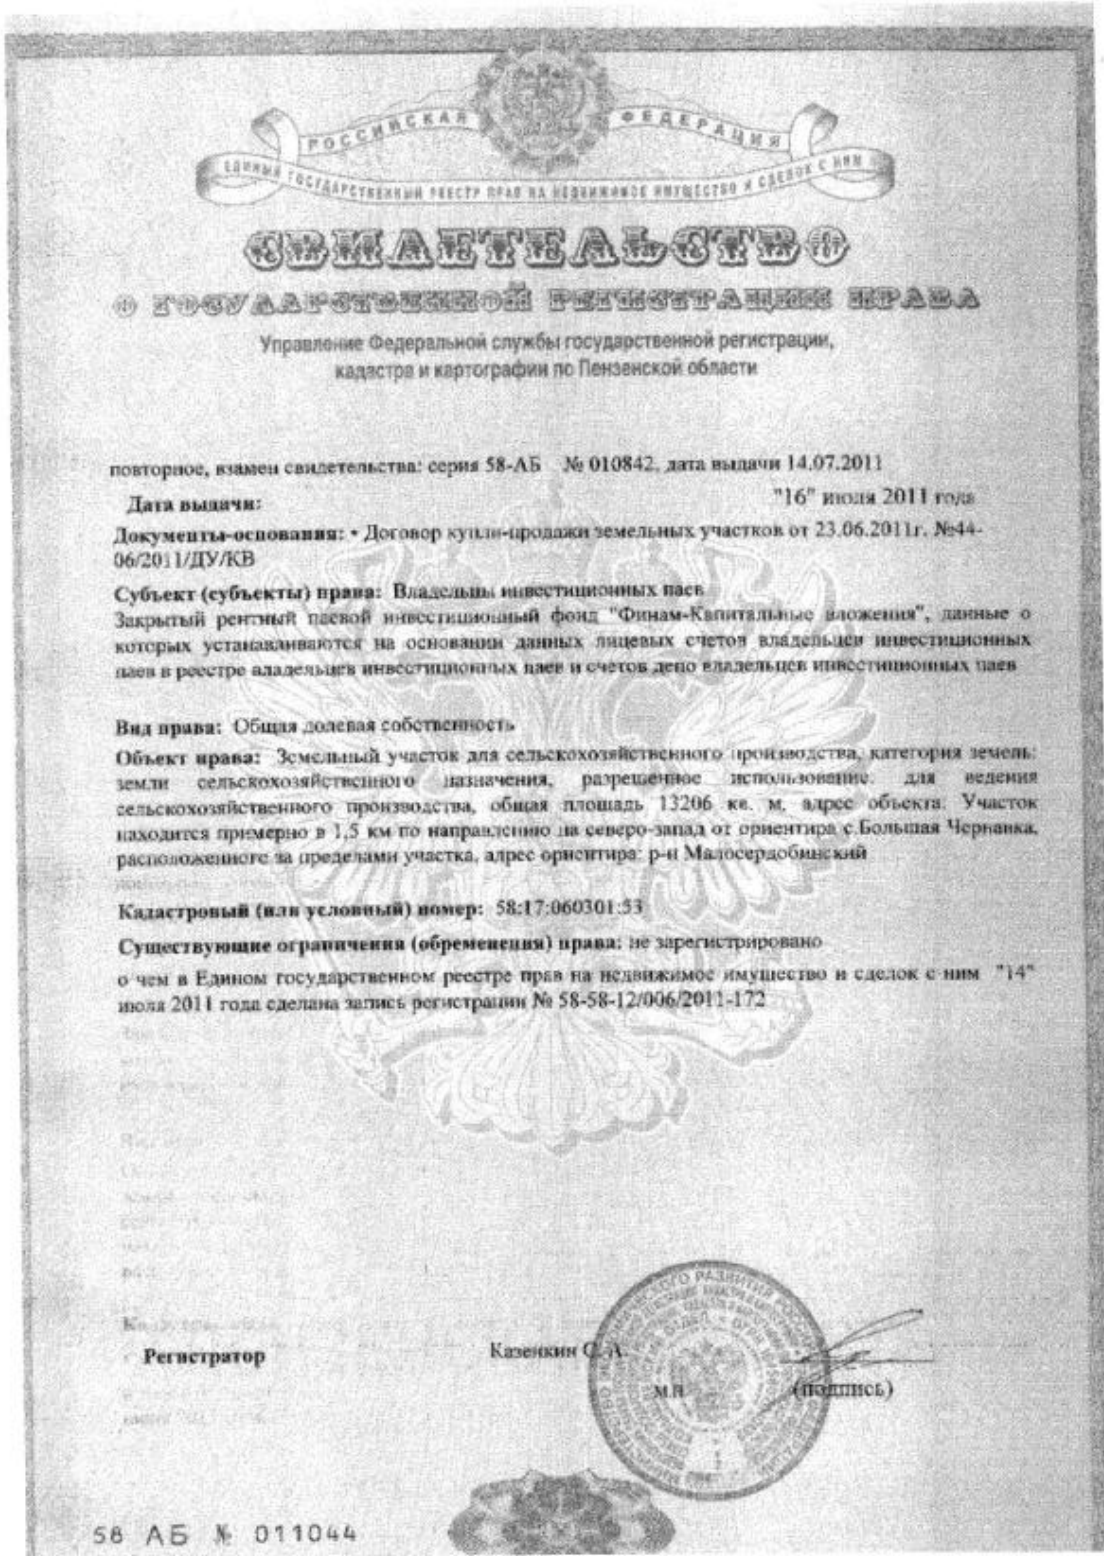 РОССИЙСКАЯ ФЕДЕРАЦИЯ
ЕДИНЫЙ ГОСУДАРСТВЕННЫЙ РЕЕСТР ПРАВ НА НЕДВИЖИМОЕ ИМУЩЕСТВО И СДЕЛОК С НИМ
СВИДЕТЕЛЬСТВО
О ГОСУДАРСТВЕННОЙ РЕГИСТРАЦИИ ПРАВА
Управление Федеральной службы государственной регистрации,
кадастра и картографии по Пензенской области
повторное, взамен свидетельства: серия 58-АБ № 010842, дата выдачи 14.07.2011
Дата выдачи: "16" июля 2011 года
Документы-основания: • Договор купли-продажи земельных участков от 23.06.2011г. №44-
06/2011/ДУ/КВ
Субъект (субъекты) права: Владельцы инвестиционных паев
Закрытый рентный паевой инвестиционный фонд "Финам-Капитальные вложения", данные о
которых устанавливаются на основании данных лицевых счетов владельцев инвестиционных
паев в реестре владельцев инвестиционных паев и счетов депо владельцев инвестиционных паев
Вид права: Общая долевая собственность
Объект права: Земельный участок для сельскохозяйственного производства, категория земель:
земли сельскохозяйственного назначения, разрешенное использование: для ведения
сельскохозяйственного производства, общая площадь 13206 кв. м, адрес объекта: Участок
находится примерно в 1,5 км по направлению на северо-запад от ориентира с.Большая Чернавка,
расположенного за пределами участка, адрес ориентира: р-н Малосердобинский
Кадастровый (или условный) номер: 58:17:060301:53
Существующие ограничения (обременения) права: не зарегистрировано
о чем в Едином государственном реестре прав на недвижимое имущество и сделок с ним "14"
июля 2011 года сделана запись регистрации № 58-58-12/006/2011-172
Регистратор Казенкин С. А.
м.п. (подпись)
58 АБ № 011044